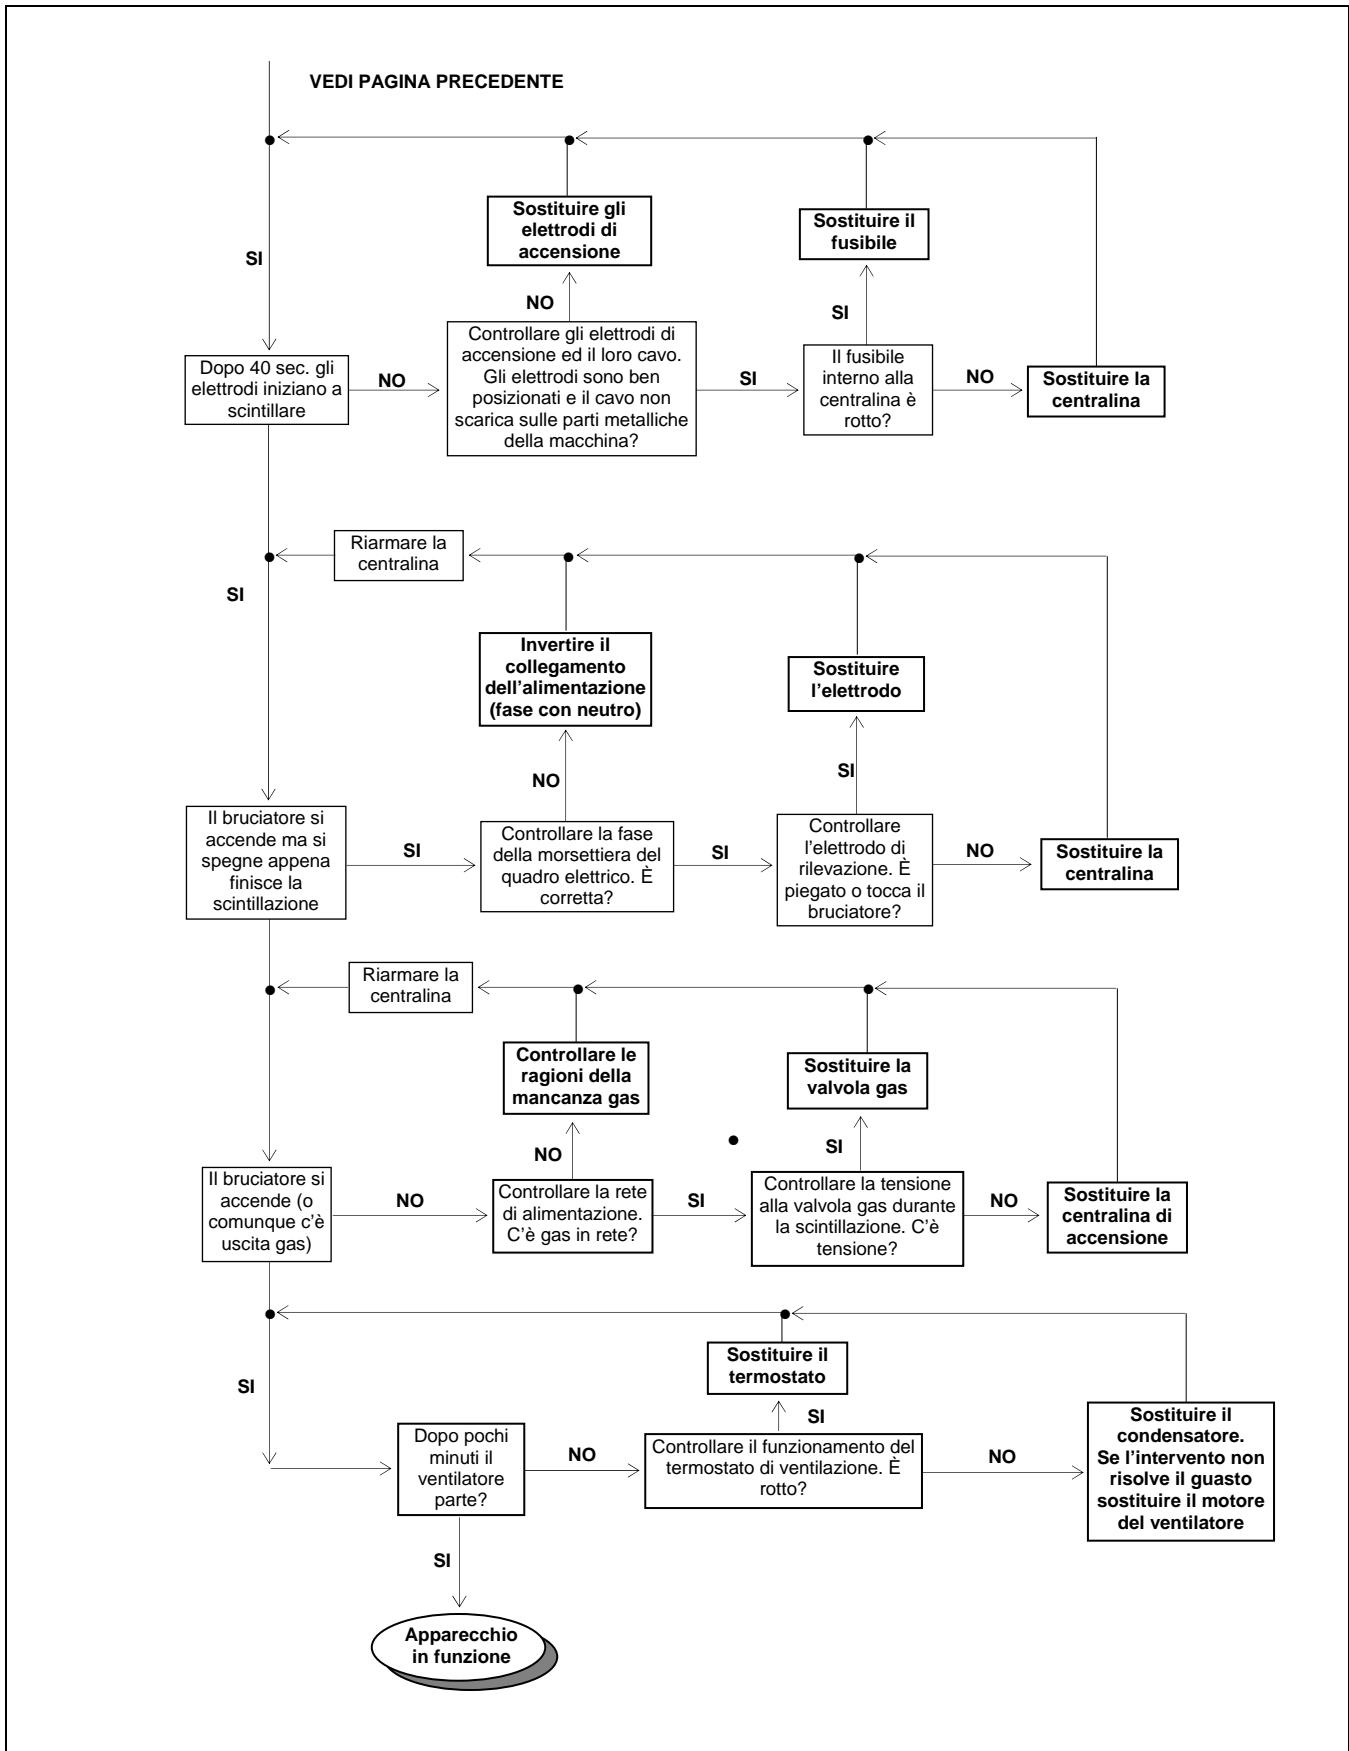 VEDI PAGINA PRECEDENTE
Sostituire gli
elettrodi di
accensione
Sostituire il
fusibile
SI
NO
SI
Dopo 40 sec. gli
elettrodi iniziano a
scintillare
NO
Controllare gli elettrodi di
accensione ed il loro cavo.
Gli elettrodi sono ben
posizionati e il cavo non
scarica sulle parti metalliche
della macchina?
SI
Il fusibile
interno alla
centralina è
rotto?
NO
Sostituire la
centralina
Riarmare la
centralina
SI
Invertire il
collegamento
dell’alimentazione
(fase con neutro)
Sostituire
l’elettrodo
NO
SI
Il bruciatore si
accende ma si
spegne appena
finisce la
scintillazione
SI
Controllare la fase
della morsettiera del
quadro elettrico. È
corretta?
SI
Controllare
l’elettrodo di
rilevazione. È
piegato o tocca il
bruciatore?
NO
Sostituire la
centralina
Riarmare la
centralina
Controllare le
ragioni della
mancanza gas
Sostituire la
valvola gas
NO
SI
Il bruciatore si
accende (o
comunque c’è
uscita gas)
NO
Controllare la rete
di alimentazione.
C’è gas in rete?
SI
Controllare la tensione
alla valvola gas durante
la scintillazione. C’è
tensione?
NO
Sostituire la
centralina di
accensione
Sostituire il
termostato
SI
SI
Dopo pochi
minuti il
ventilatore
parte?
NO
Controllare il funzionamento del
termostato di ventilazione. È
rotto?
NO
Sostituire il
condensatore.
Se l’intervento non
risolve il guasto
sostituire il motore
del ventilatore
SI
Apparecchio
in funzione